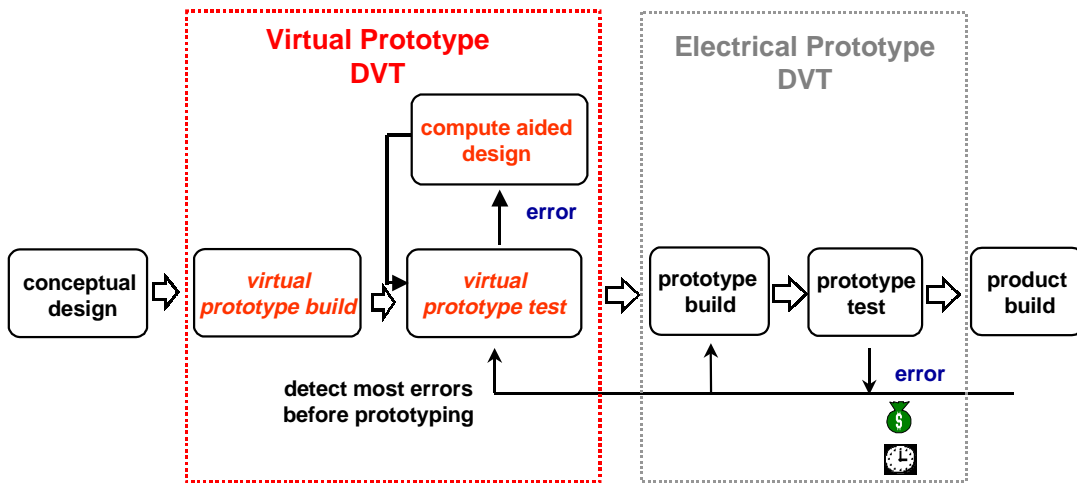 Virtual Prototype
DVT
Electrical Prototype
DVT
compute aided
design
error
conceptual
design
virtual
prototype build
virtual
prototype test
prototype
build
prototype
test
product
build
detect most errors
before prototyping
error
$